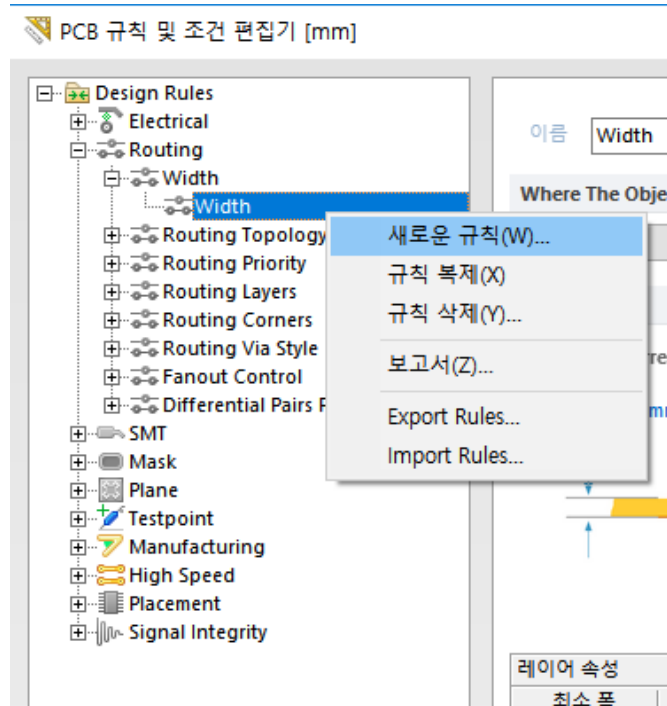 PCB 규칙 및 조건 편집기 [mm]
Design Rules
Electrical
Routing
Width
Width
Routing Topology
Routing Priority
Routing Layers
Routing Corners
Routing Via Style
Fanout Control
Differential Pairs
SMT
Mask
Plane
Testpoint
Manufacturing
High Speed
Placement
Signal Integrity
새로운 규칙(W)...
규칙 복제(X)
규칙 삭제(Y)...
보고서(Z)...
Export Rules...
Import Rules...
이름 Width
Where The Obje
레이어 속성
최소 폭